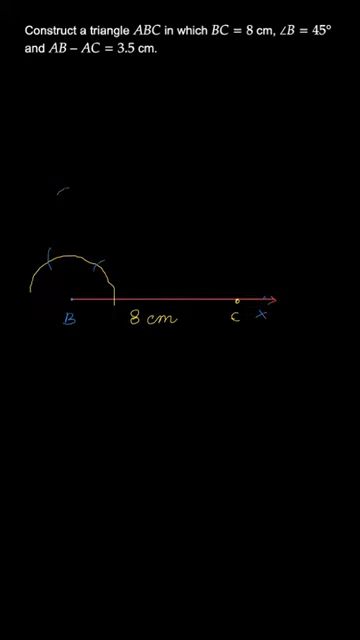 Construct a triangle ABC in which BC = 8 cm, ∠B = 45°
and AB – AC = 3.5 cm.
B 8 cm C X